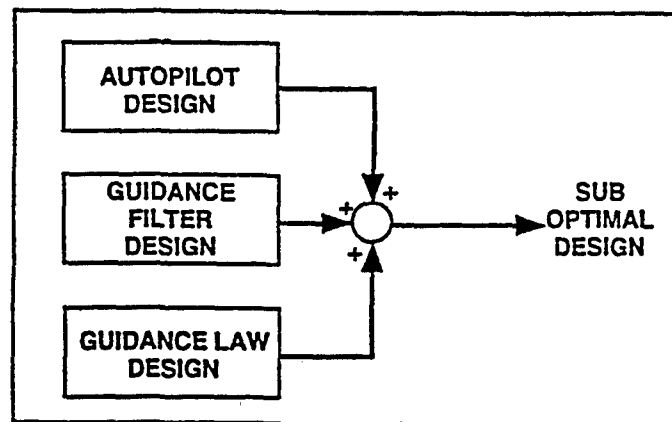 AUTOPILOT
DESIGN
+
GUIDANCE
FILTER
DESIGN
+
SUB
OPTIMAL
DESIGN
+
GUIDANCE LAW
DESIGN